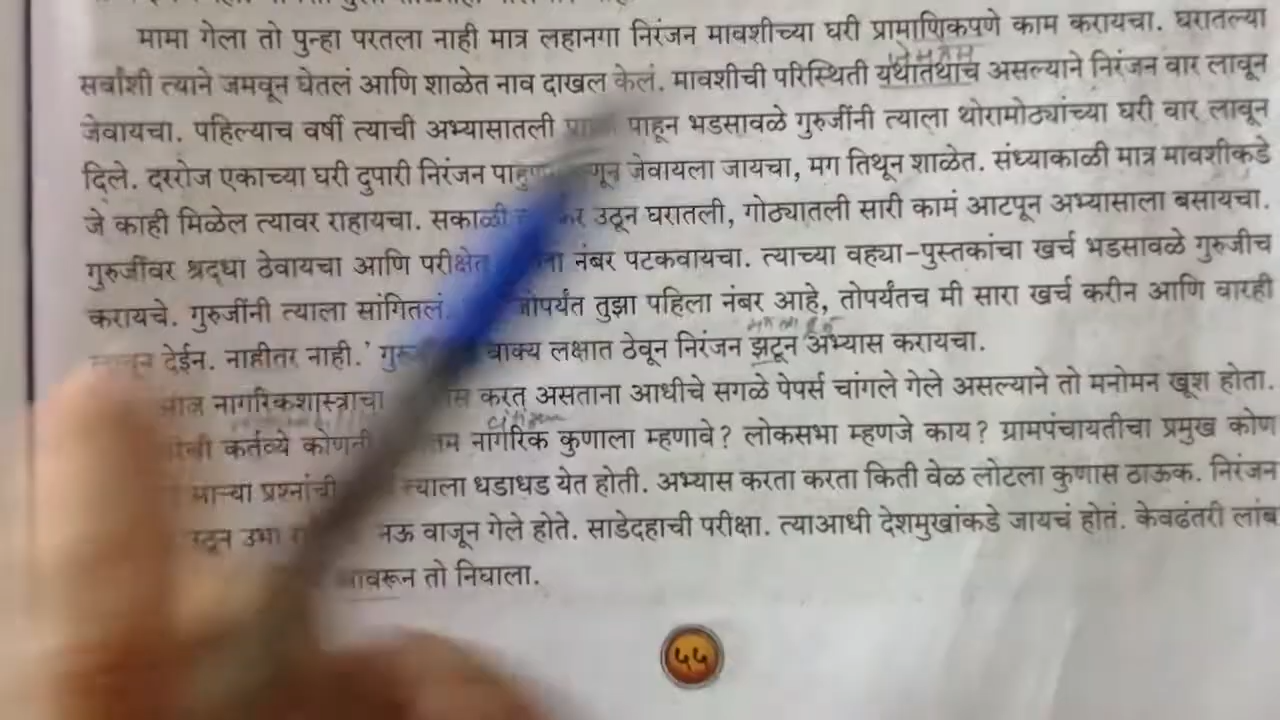 मामा गेला तो पुन्हा परतला नाही मात्र लहानगा निरंजन मावशीच्या घरी प्रामाणिकपणे काम करायचा. घरातल्या
सर्वांशी त्याने जमवून घेतलं आणि शाळेत नाव दाखल केलं. मावशीची परिस्थिती यथातथाच असल्याने निरंजन वार लावून
जेवायचा. पहिल्याच वर्षी त्याची अभ्यासातली पाहून भडसावळे गुरुजींनी त्याला थोरामोठ्यांच्या घरी वार लावून
दिले. दररोज एकाच्या घरी दुपारी निरंजन जेवायला जायचा, मग तिथून शाळेत. संध्याकाळी मात्र मावशीकडे
जे काही मिळेल त्यावर राहायचा. सकाळी उठून घरातली, गोठ्यातली सारी कामं आटपून अभ्यासाला बसायचा.
गुरुजींवर श्रद्धा ठेवायचा आणि परीक्षेत नंबर पटकवायचा. त्याच्या वह्या-पुस्तकांचा खर्च भडसावळे गुरुजीच
करायचे. गुरुजींनी त्याला सांगितलं. तुझा पहिला नंबर आहे, तोपर्यंतच मी सारा खर्च करीन आणि वारही
देईन. नाहीतर नाही.' वाक्य लक्षात ठेवून निरंजन झटून अभ्यास करायचा.
नागरिकशास्त्राचा करत असताना आधीचे सगळे पेपर्स चांगले गेले असल्याने तो मनोमन खूश होता.
कर्तव्ये कोणती नागरिक कुणाला म्हणावे? लोकसभा म्हणजे काय? ग्रामपंचायतीचा प्रमुख कोण
प्रश्नांची त्याला धडाधड येत होती. अभ्यास करता करता किती वेळ लोटला कुणास ठाऊक. निरंजन
उभा नऊ वाजून गेले होते. साडेदहाची परीक्षा. त्याआधी देशमुखांकडे जायचं होतं. केवढंतरी लांब
तो निघाला.
५५